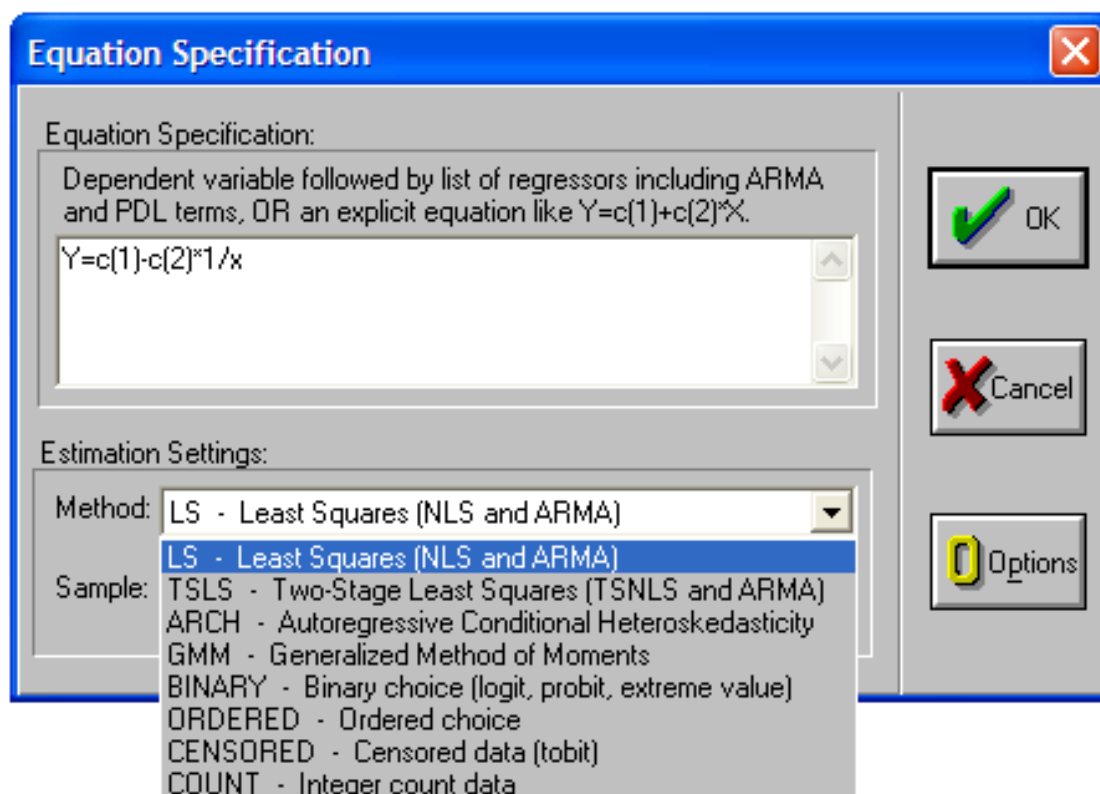 Equation Specification
Equation Specification:
Dependent variable followed by list of regressors including ARMA
and PDL terms, OR an explicit equation like Y=c(1)+c(2)*X.
Y=c(1)-c(2)*1/x
OK
Cancel
Options
Estimation Settings:
Method: LS - Least Squares (NLS and ARMA)
LS - Least Squares (NLS and ARMA)
Sample:
TSLS - Two-Stage Least Squares (TSNLS and ARMA)
ARCH - Autoregressive Conditional Heteroskedasticity
GMM - Generalized Method of Moments
BINARY - Binary choice (logit, probit, extreme value)
ORDERED - Ordered choice
CENSORED - Censored data (tobit)
COUNT - Integer count data